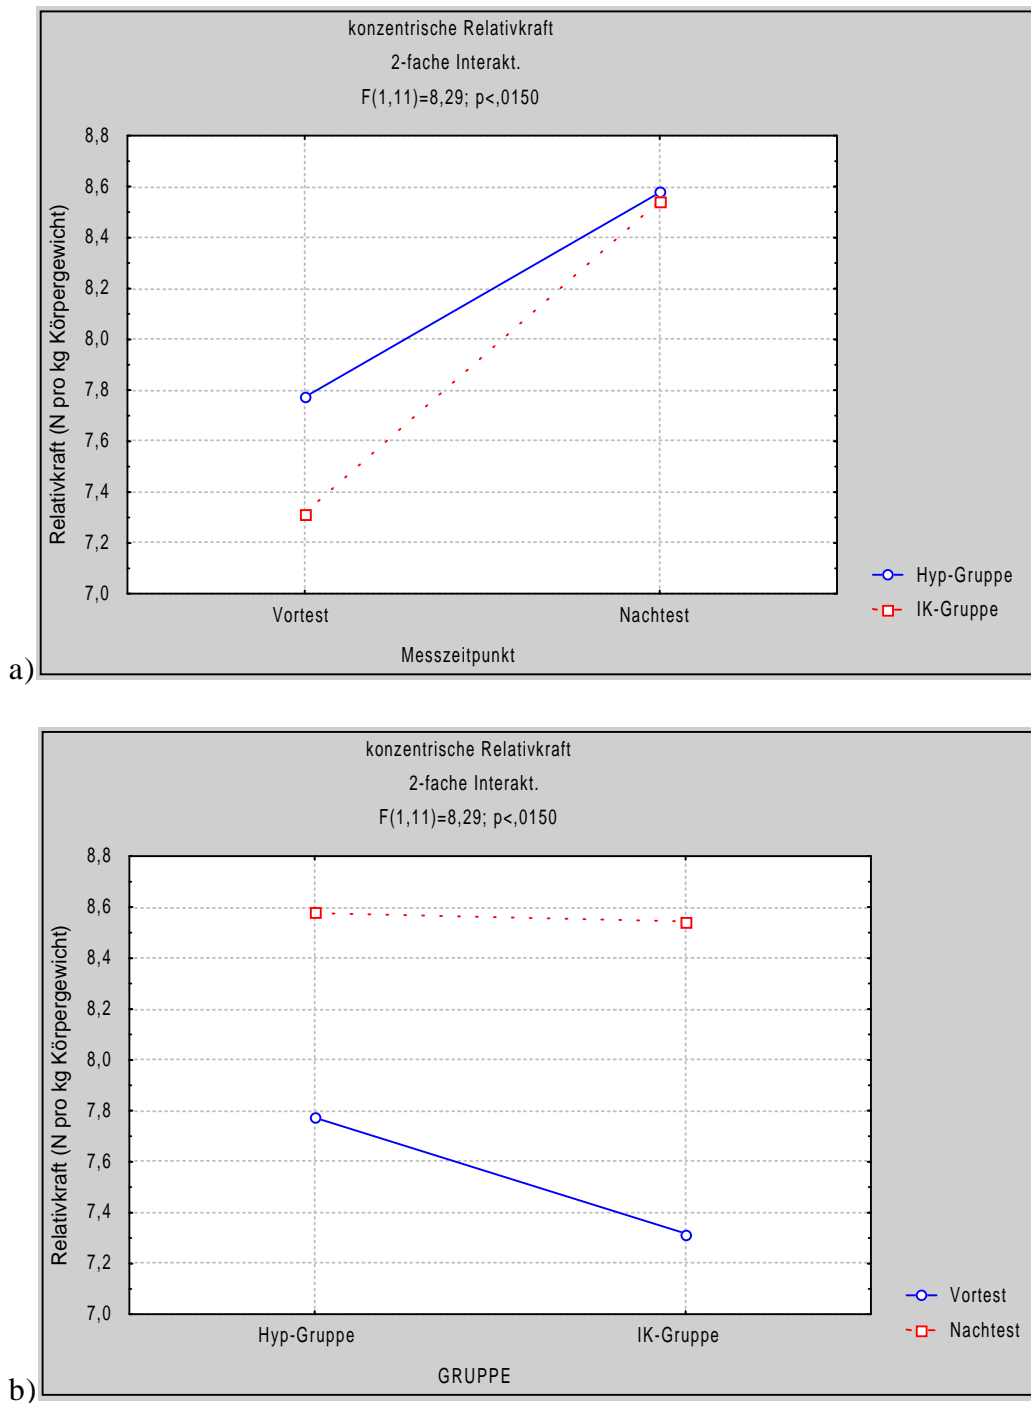 konzentrische Relativkraft
2-fache Interakt.
F(1,11)=8,29; p<,0150
Relativkraft (N pro kg Körpergewicht)
8,8
8,6
8,4
8,2
8,0
7,8
7,6
7,4
7,2
7,0
Vortest Nachtest
Messzeitpunkt
Hyp-Gruppe
IK-Gruppe
a)
konzentrische Relativkraft
2-fache Interakt.
F(1,11)=8,29; p<,0150
Relativkraft (N pro kg Körpergewicht)
8,8
8,6
8,4
8,2
8,0
7,8
7,6
7,4
7,2
7,0
Hyp-Gruppe IK-Gruppe
GRUPPE
Vortest
Nachtest
b)